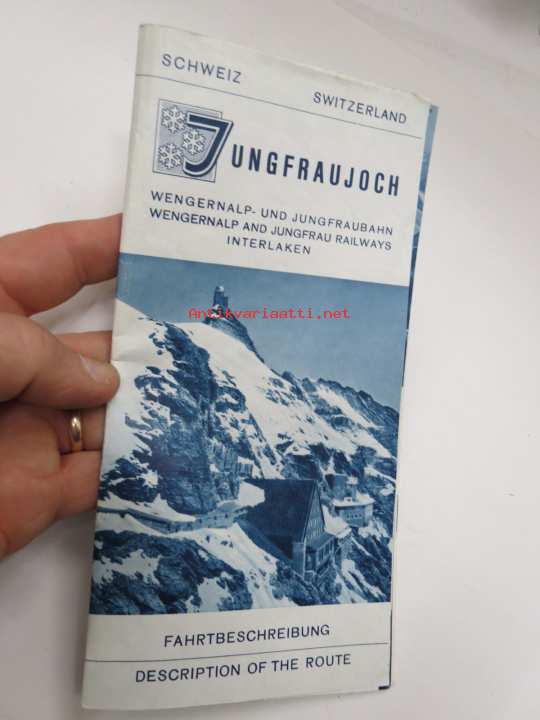 SCHWEIZ
SWITZERLAND
JUNGFRAUJOCH
WENGERNALP- UND JUNGFRAUBAHN
WENGERNALP AND JUNGFRAU RAILWAYS
INTERLAKEN
Antikvariaatti.net
FAHRTBESCHREIBUNG
DESCRIPTION OF THE ROUTE